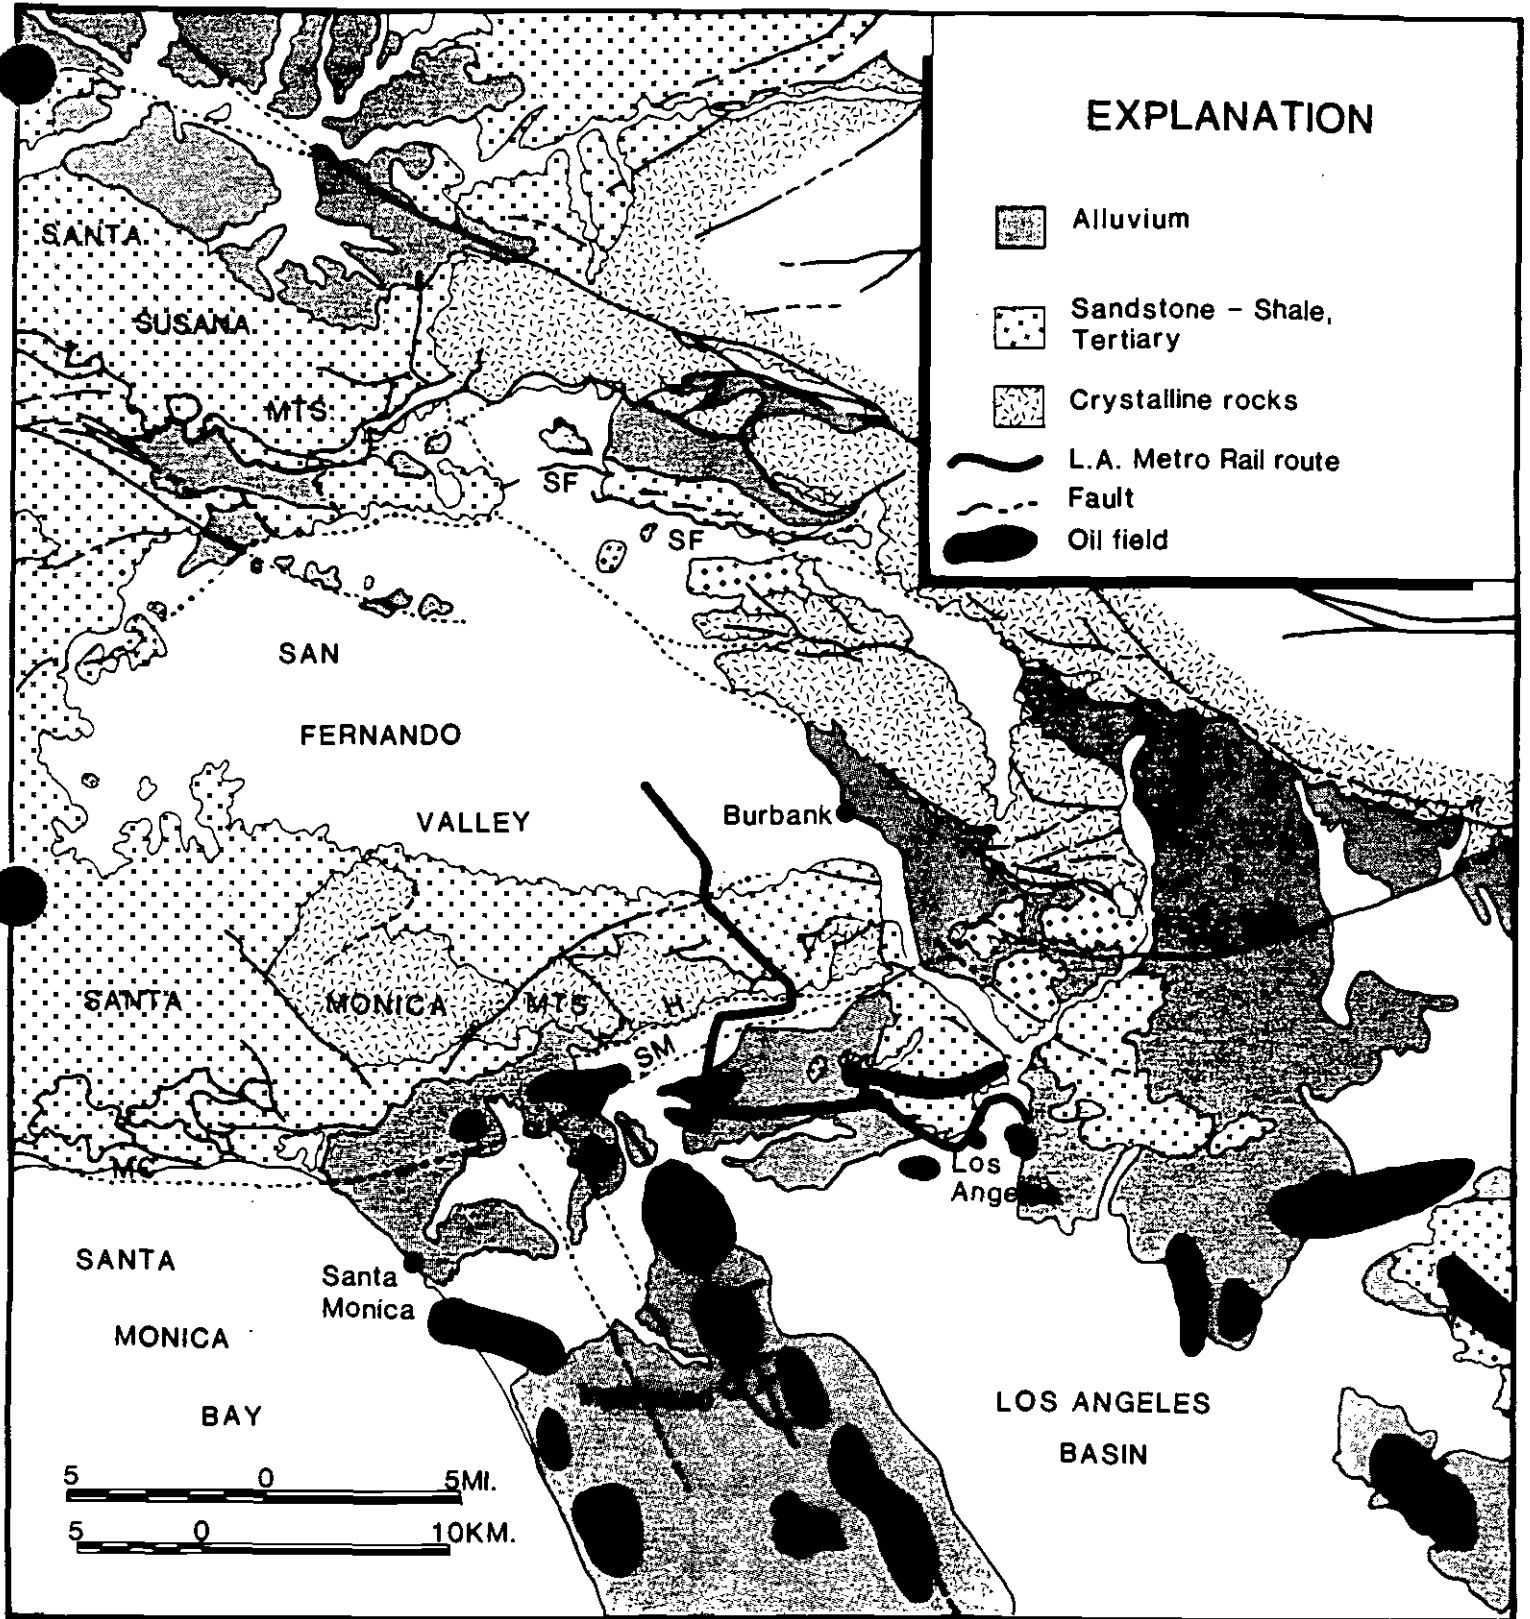 EXPLANATION
Alluvium
Sandstone – Shale,
Tertiary
Crystalline rocks
L.A. Metro Rail route
Fault
Oil field
SANTA
SUSANA
MTS
SF
SF
SAN
FERNANDO
VALLEY
Burbank
SANTA
MONICA
MTS
H
SM
MC
Los
Ange
SANTA
MONICA
BAY
Santa
Monica
LOS ANGELES
BASIN
5 0 5MI.
5 0 10KM.